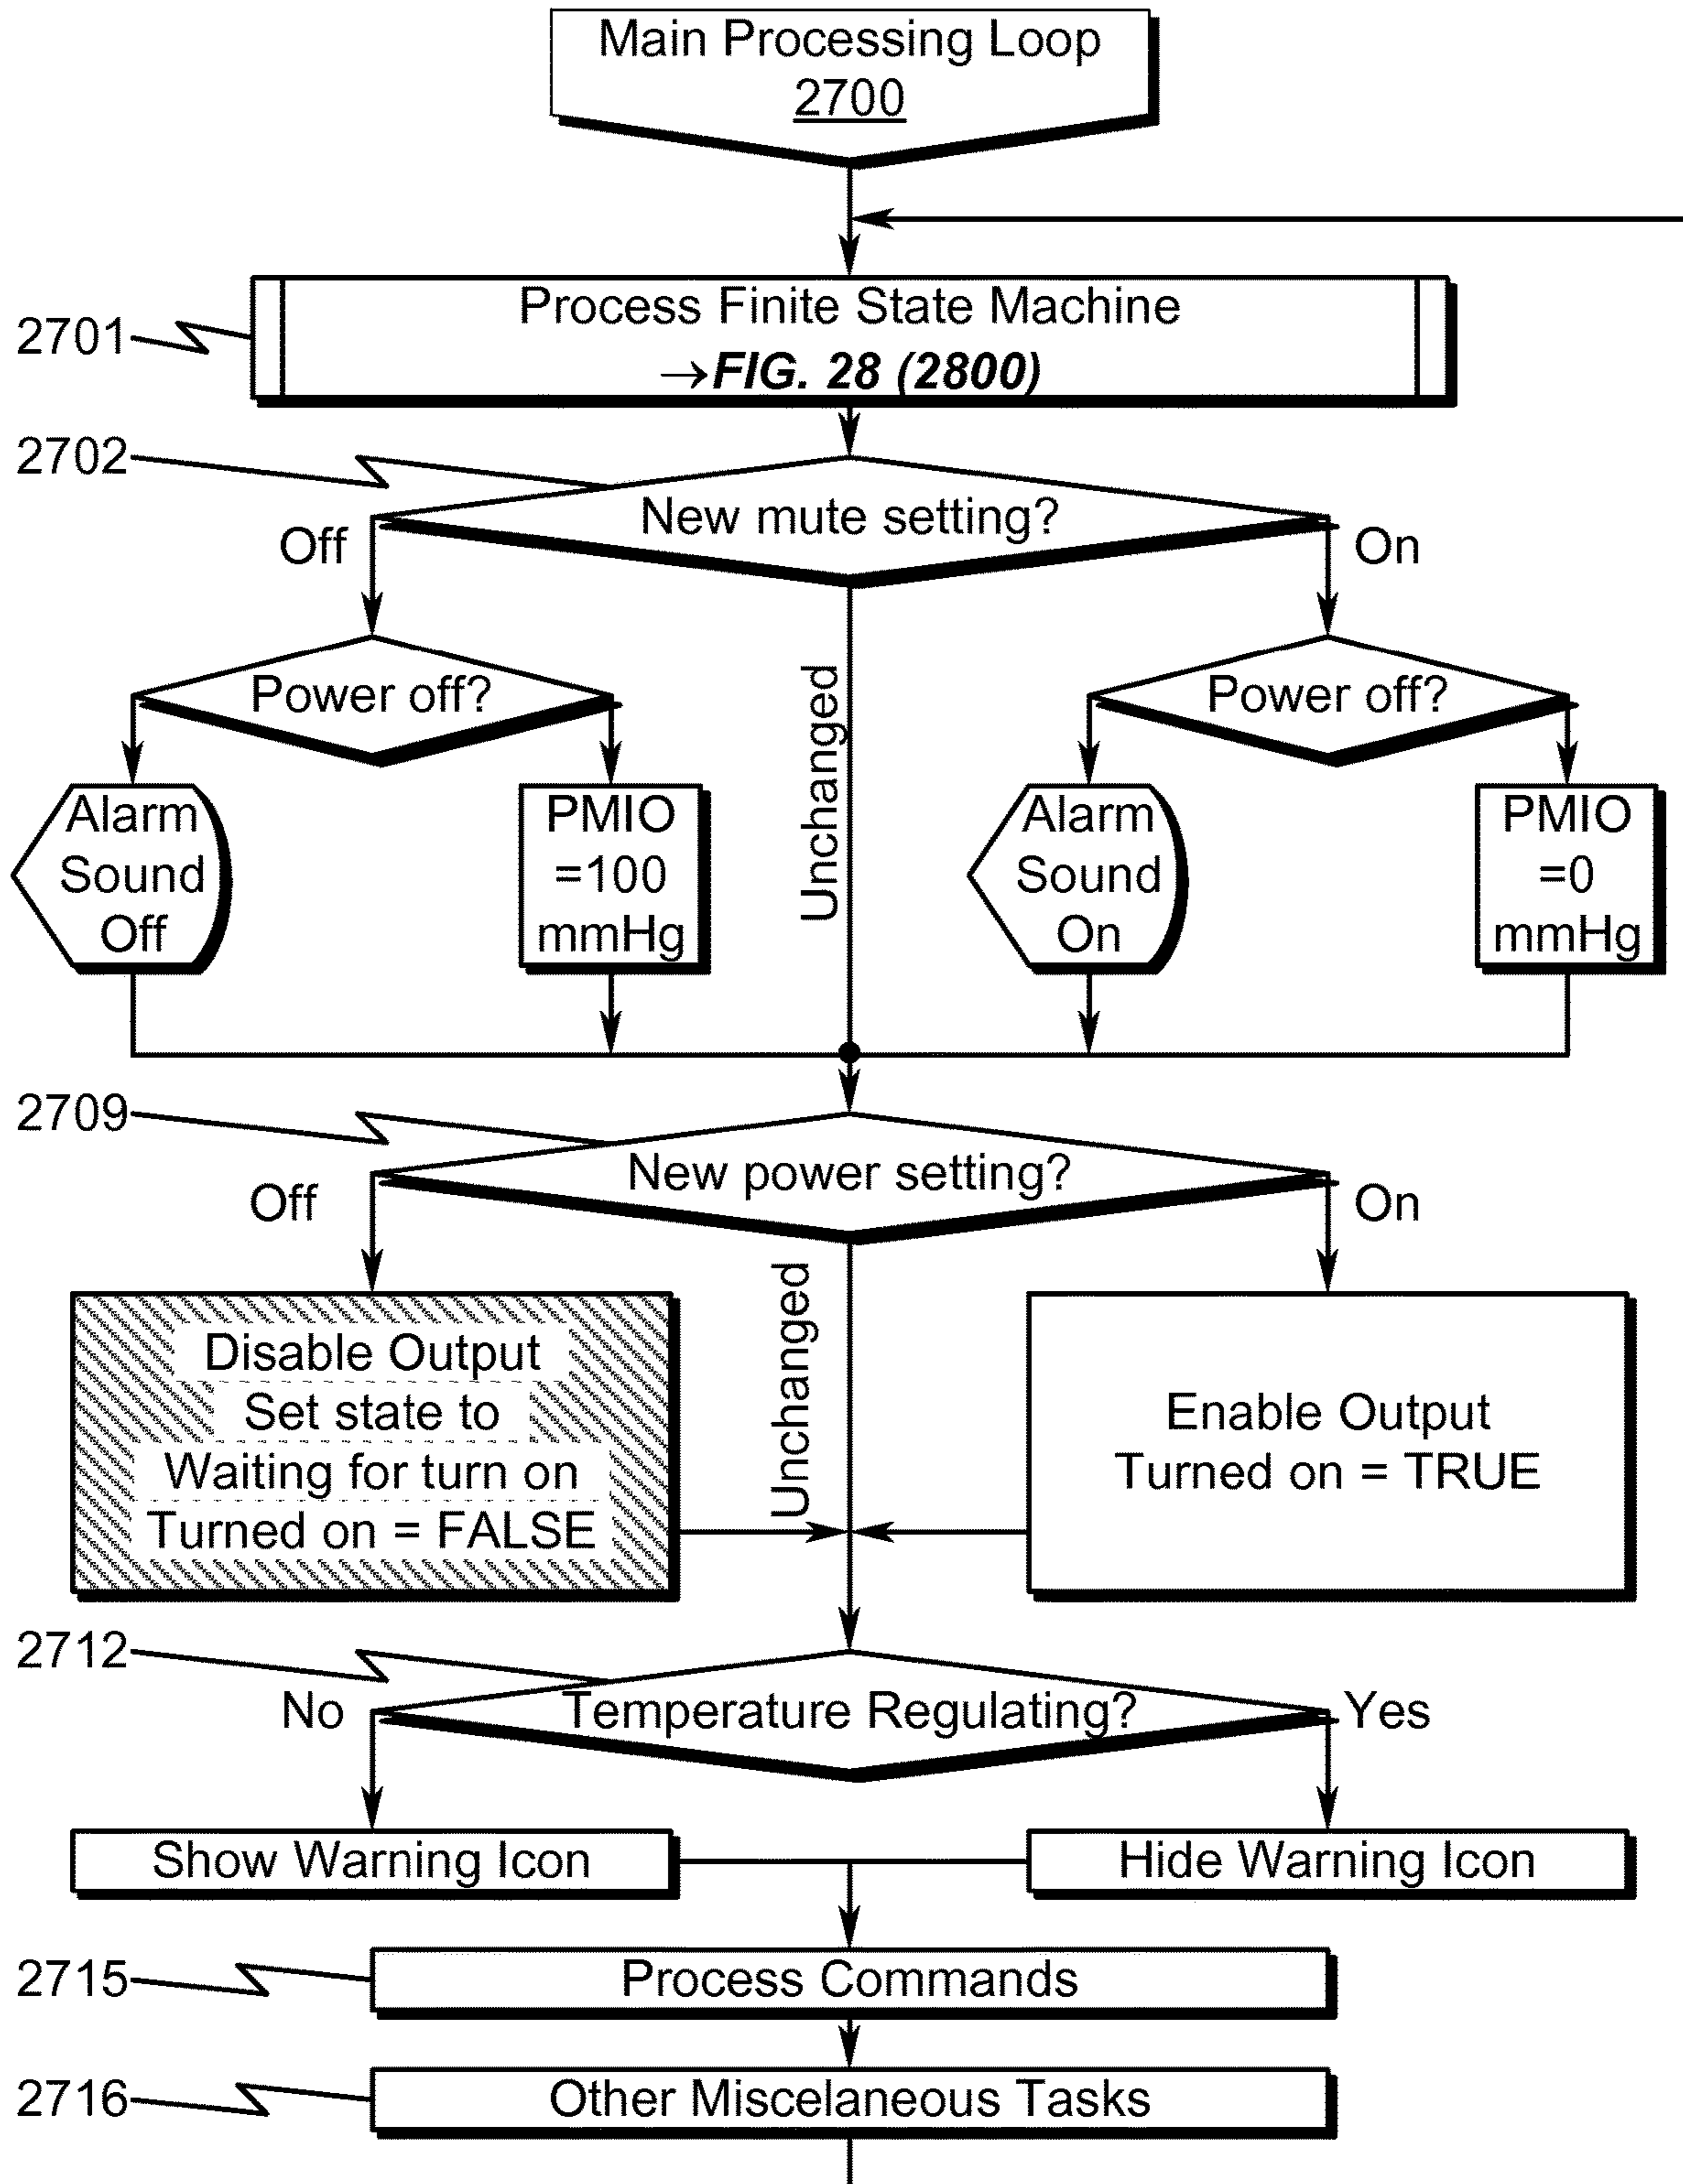 Main Processing Loop
2700
2701
Process Finite State Machine
→FIG. 28 (2800)
2702
New mute setting?
Off
On
Power off?
Power off?
Unchanged
Alarm
Sound
Off
PMIO
=100
mmHg
Alarm
Sound
On
PMIO
=0
mmHg
2709
New power setting?
Off
On
Disable Output
Set state to
Waiting for turn on
Turned on = FALSE
Unchanged
Enable Output
Turned on = TRUE
2712
Temperature Regulating?
No
Yes
Show Warning Icon
Hide Warning Icon
2715
Process Commands
2716
Other Miscelaneous Tasks